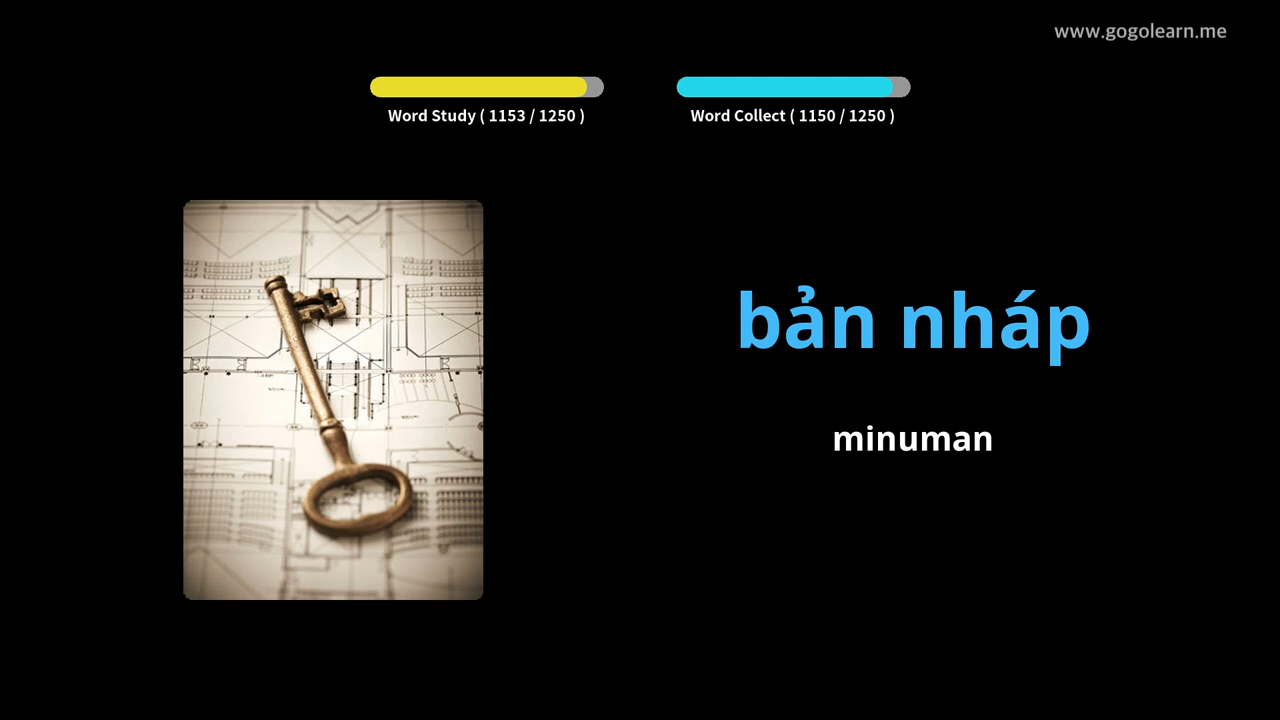 www.gogolearn.me
Word Study ( 1153 / 1250 )
Word Collect ( 1150 / 1250 )
bản nháp
minuman